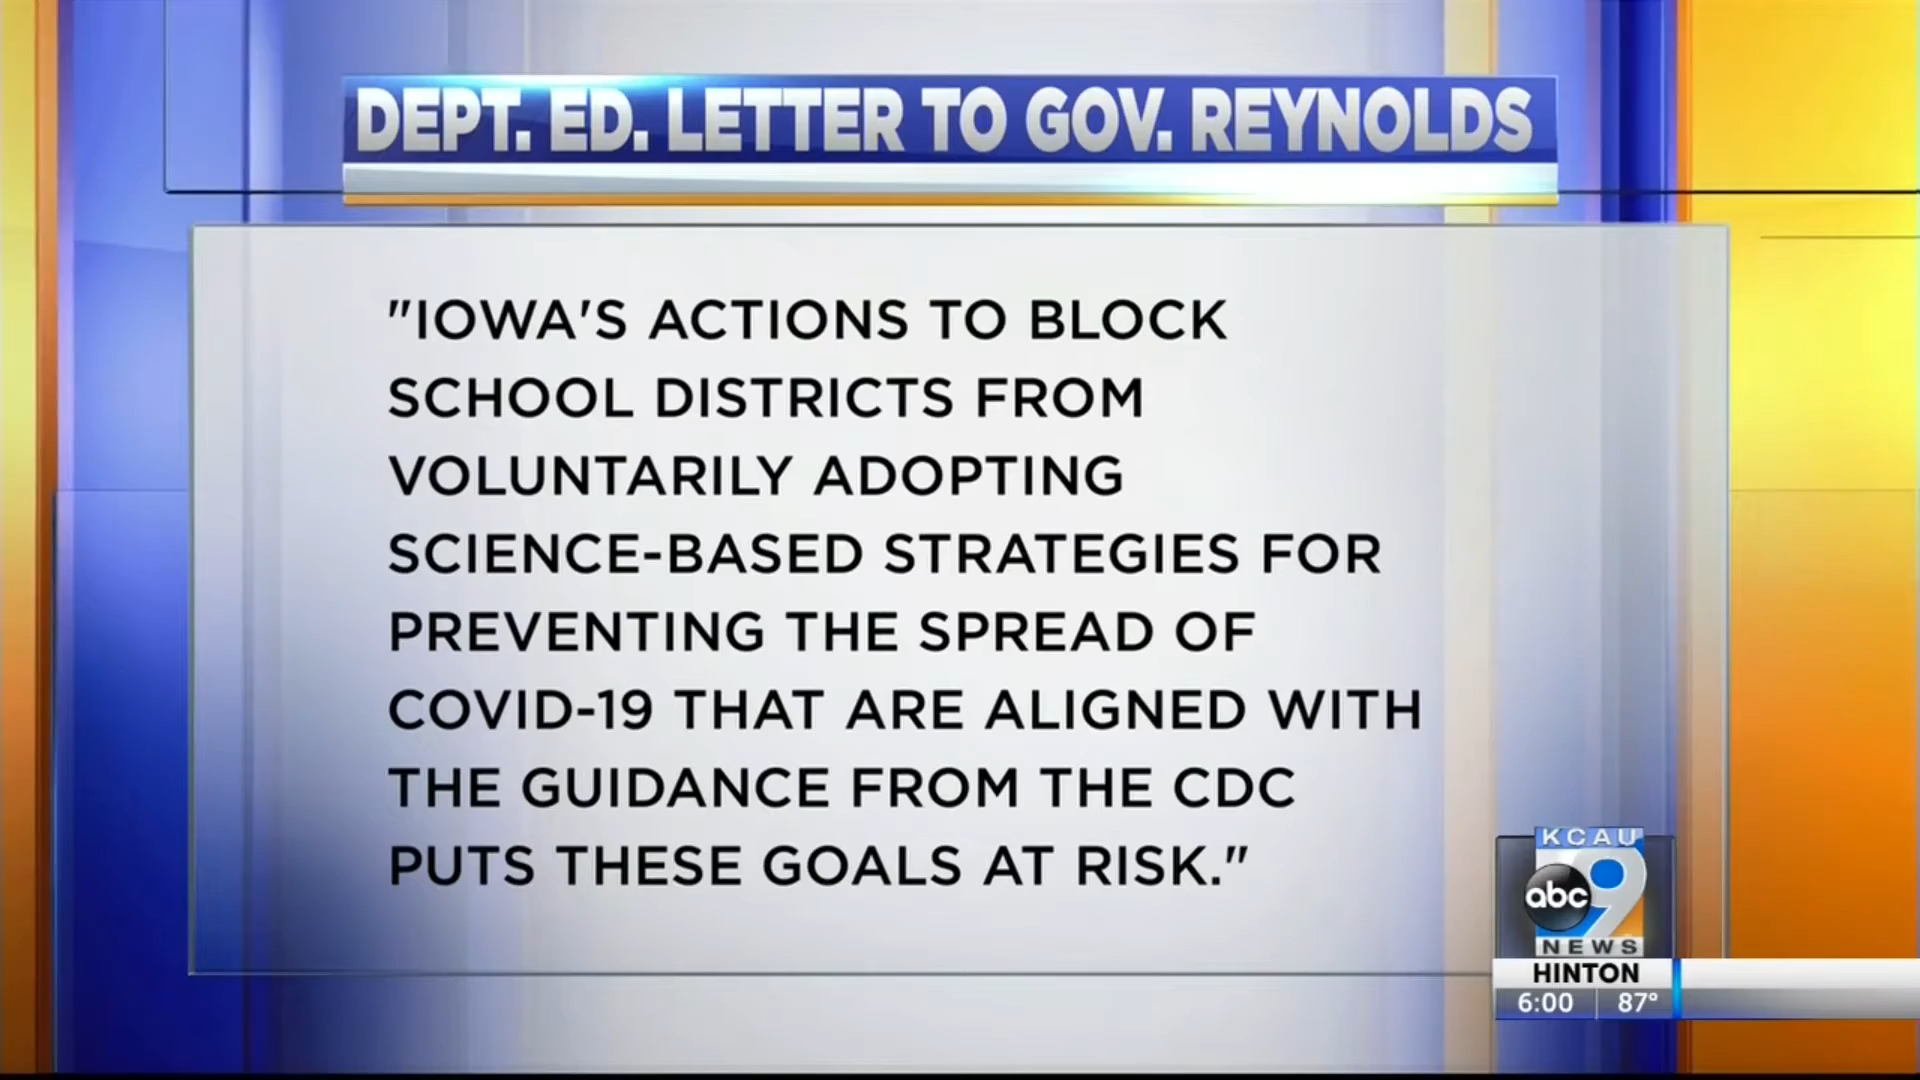 DEPT. ED. LETTER TO GOV. REYNOLDS
"IOWA'S ACTIONS TO BLOCK
SCHOOL DISTRICTS FROM
VOLUNTARILY ADOPTING
SCIENCE-BASED STRATEGIES FOR
PREVENTING THE SPREAD OF
COVID-19 THAT ARE ALIGNED WITH
THE GUIDANCE FROM THE CDC
PUTS THESE GOALS AT RISK."
KCAU
abc 9
NEWS
HINTON
6:00 87°